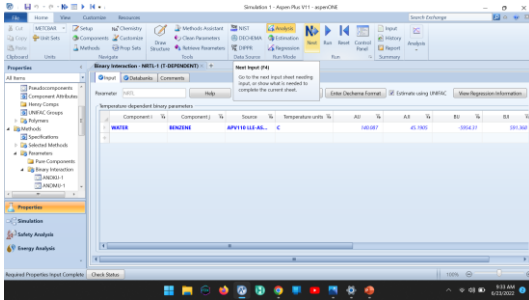 Simulation 1 - Aspen Plus V11 - aspenONE
File Home View Customize Resources
Search Exchange
Cut METCBAR Setup NA Chemistry Methods Assistant NIST Analysis Input
Copy Unit Sets Components Customize Draw Structure Clean Parameters DECHEMA Estimation Next Run Reset Control Panel History Analysis
Paste Methods Prop Sets Retrieve Parameters DIPPR Regression Report
Clipboard Units Navigate Tools Data Source Run Mode Run Summary
Properties
All Items
Pseudocomponents
Component Attributes
Henry Comps
UNIFAC Groups
Polymers
Methods
Specifications
Selected Methods
Parameters
Pure Components
Binary Interaction
ANDKIJ-1
ANDMIJ-1
Properties
Simulation
Safety Analysis
Energy Analysis
Binary Interaction - NRTL-1 (T-DEPENDENT)
Input Databanks Comments
Next Input (F4)
Go to the next input sheet needing
input, or show what is needed to
complete the current sheet.
Parameter NRTL Help Enter Dechema Format Estimate using UNIFAC View Regression Information
Temperature-dependent binary parameters
Component i Component j Source Temperature units AIJ AJI BIJ BJI
WATER BENZENE APV110 LLE-AS... C 140.087 45.1905
Required Properties Input Complete Check Status 100%
9:33 AM
6/23/2022